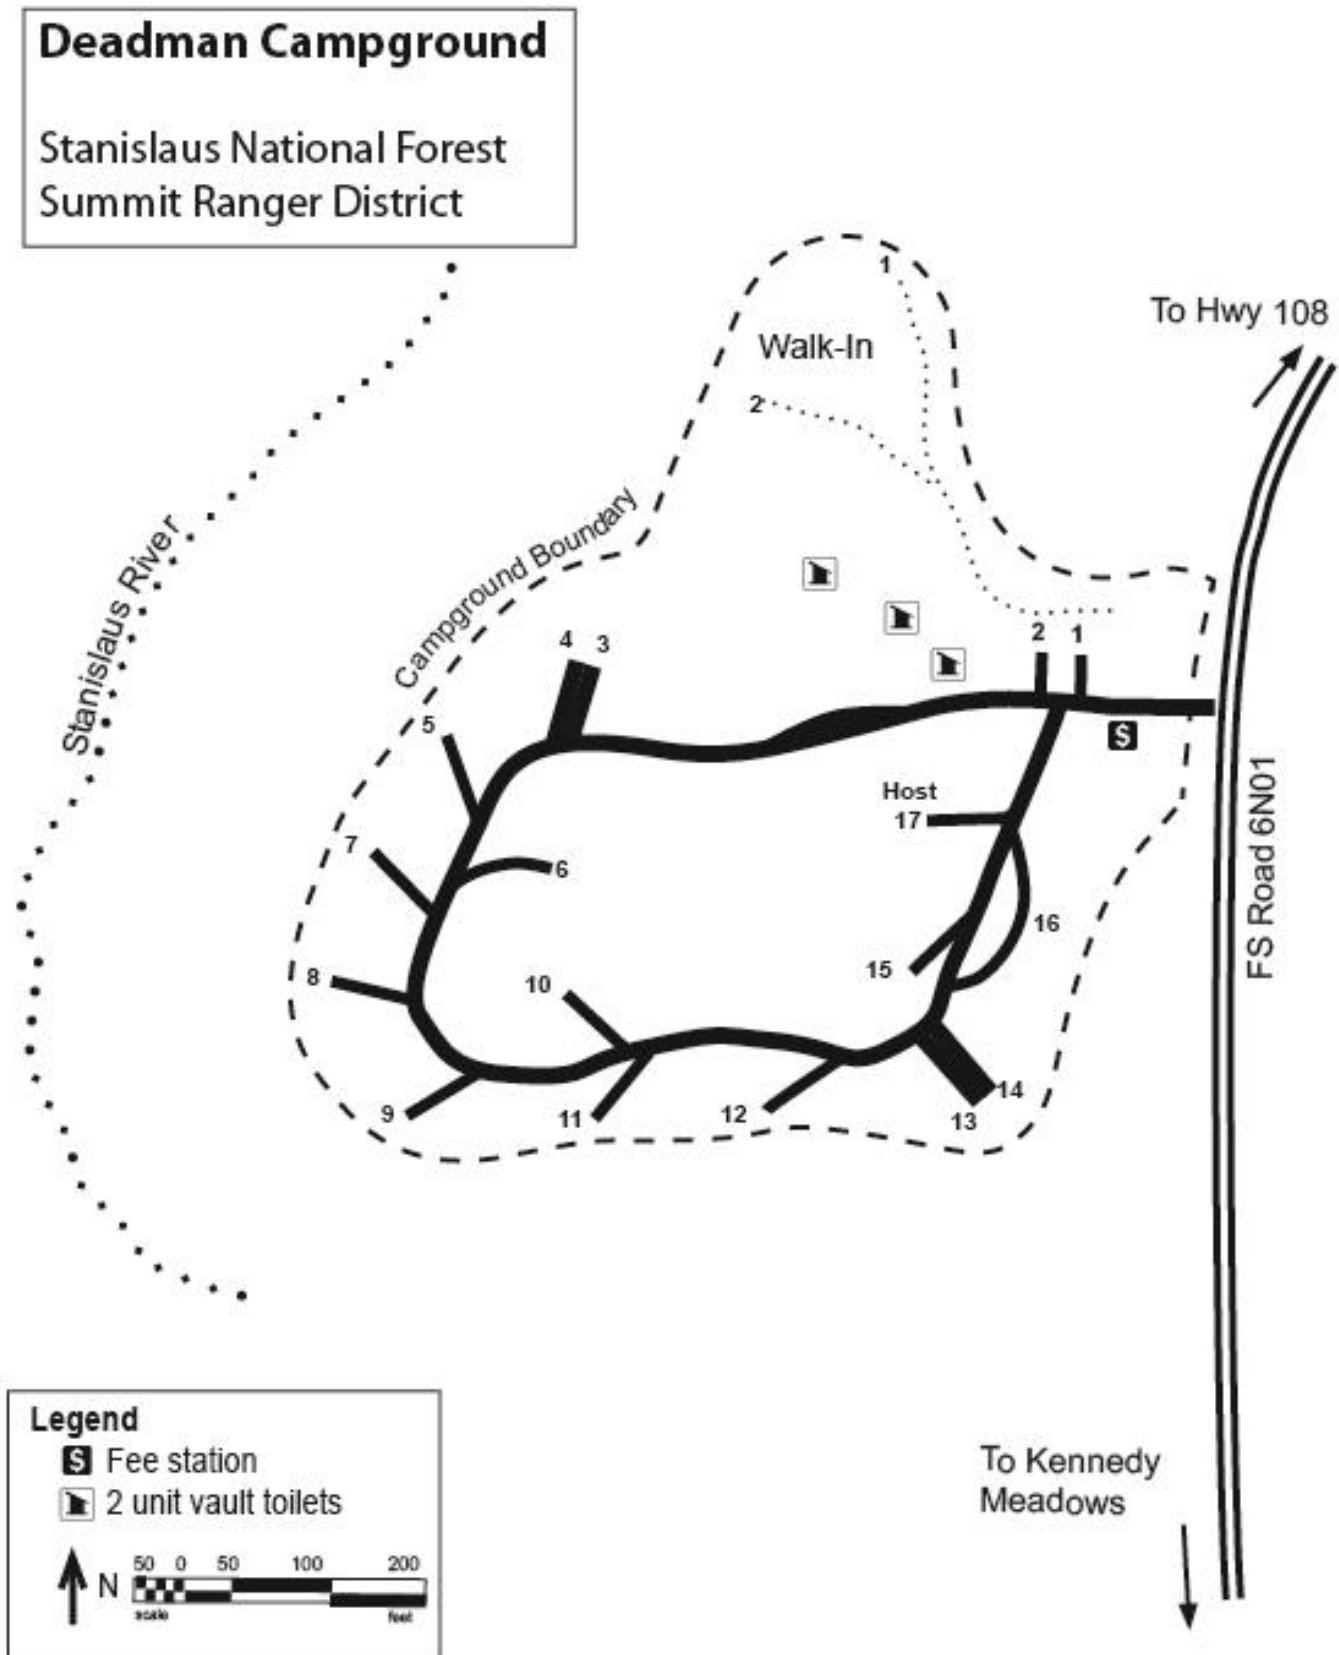 Deadman Campground
Stanislaus National Forest
Summit Ranger District
1
To Hwy 108
Walk-In
2
Campground Boundary
Stanislaus River
4 3
2 1
5
$
Host
17
7
6
FS Road 6N01
16
15
8
10
14
9
11
12
13
To Kennedy
Meadows
Legend
$ Fee station
2 unit vault toilets
N
50 0 50 100 200
scale feet